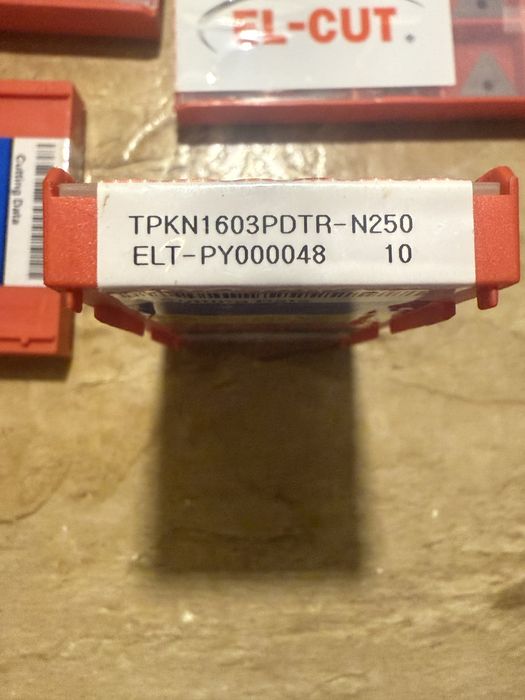 EL-CUT
Cutting Data
TPKN1603PDTR-N250
ELT-PY000048 10